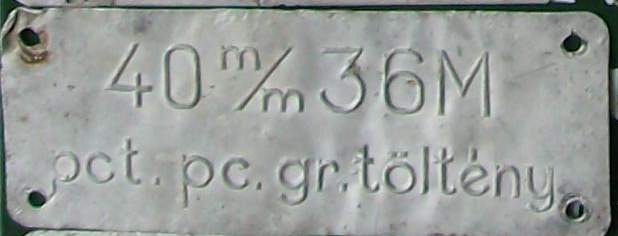 40 m/m 36M
pct. pc. gr. töltény